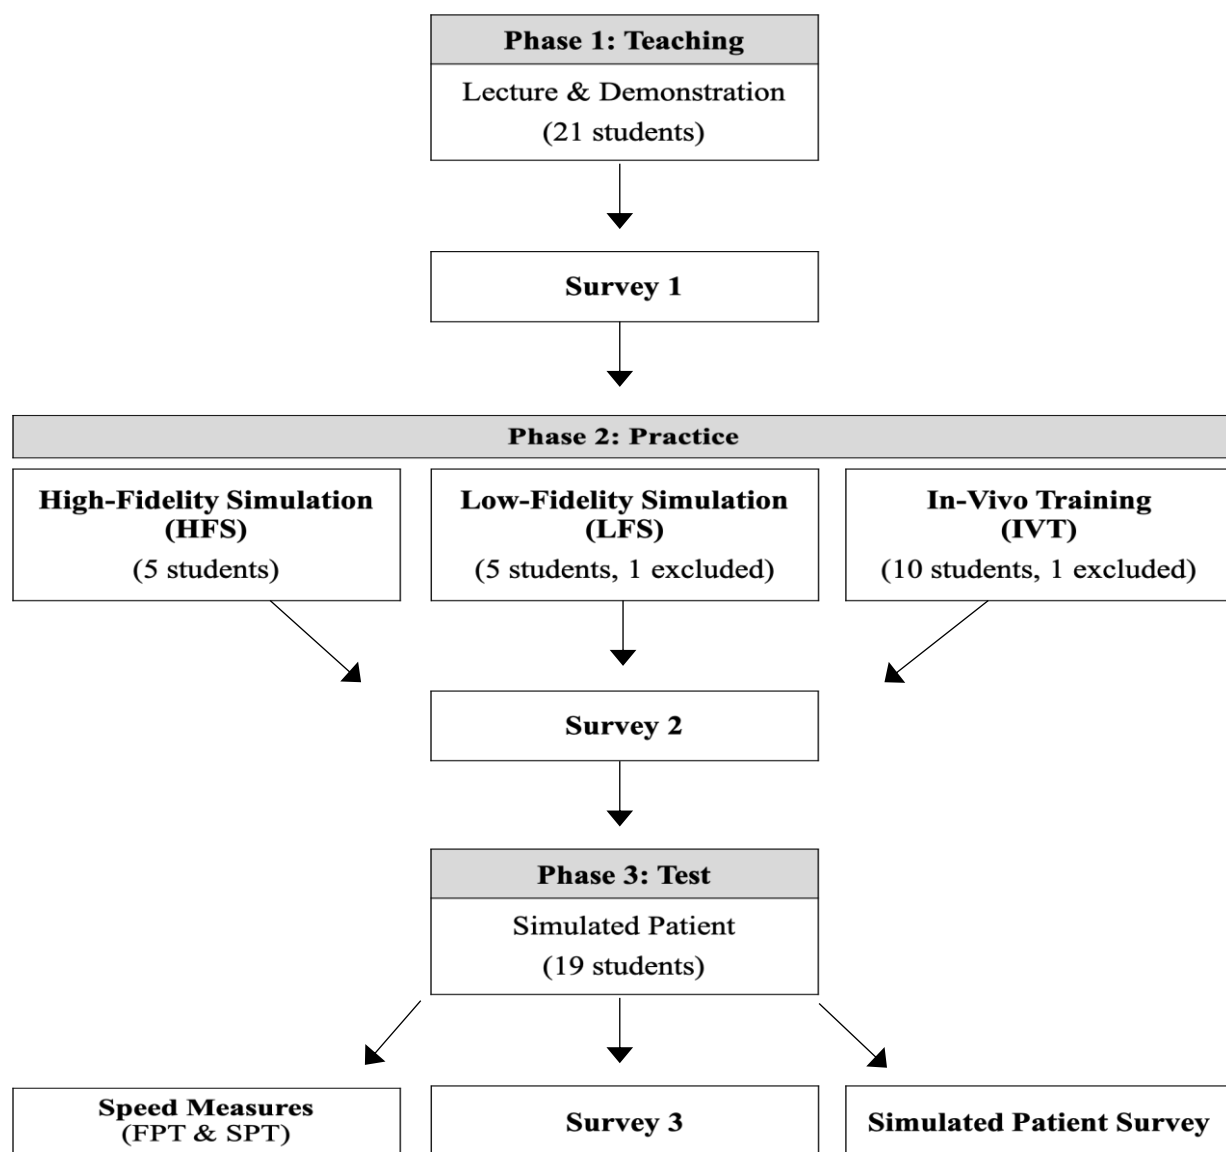 Phase 1: Teaching
Lecture & Demonstration
(21 students)
Survey 1
Phase 2: Practice
High-Fidelity Simulation
(HFS)
(5 students)
Low-Fidelity Simulation
(LFS)
(5 students, 1 excluded)
In-Vivo Training
(IVT)
(10 students, 1 excluded)
Survey 2
Phase 3: Test
Simulated Patient
(19 students)
Speed Measures
(FPT & SPT)
Survey 3
Simulated Patient Survey